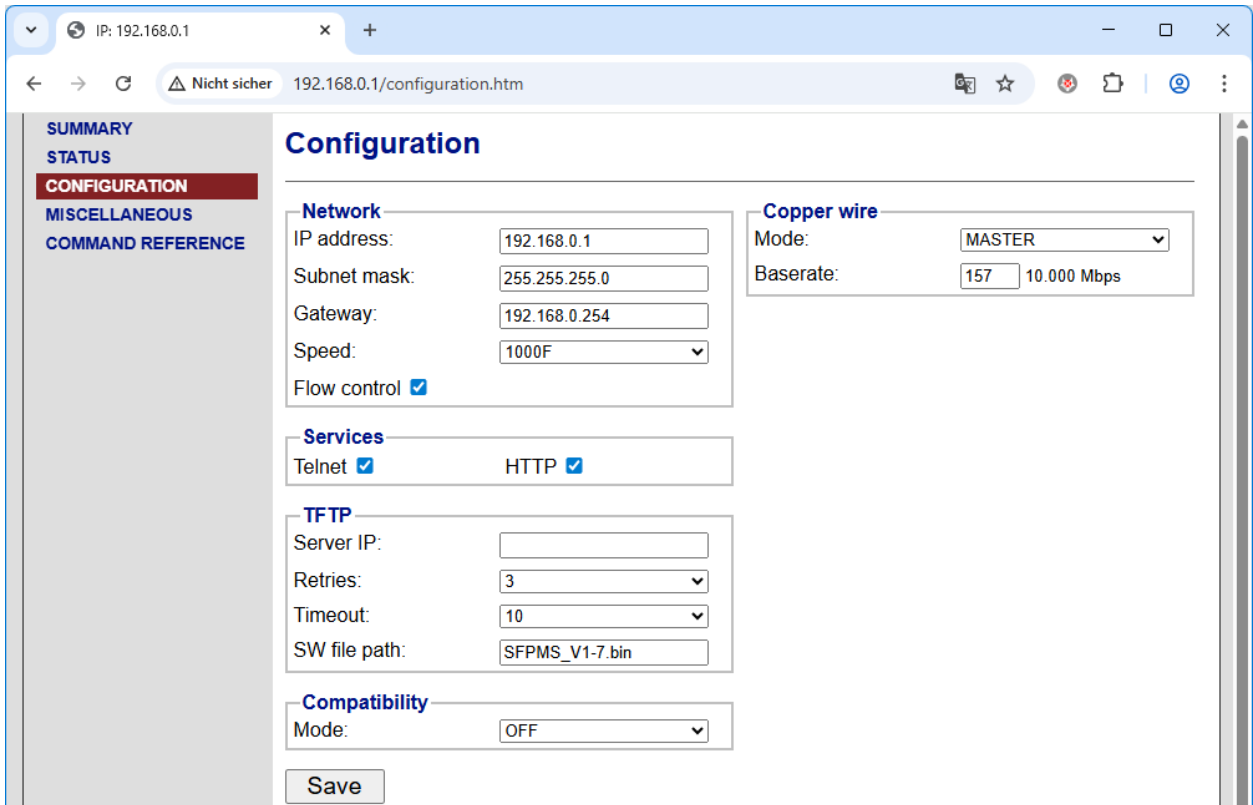 IP: 192.168.0.1
Nicht sicher 192.168.0.1/configuration.htm
SUMMARY
STATUS
CONFIGURATION
MISCELLANEOUS
COMMAND REFERENCE
Configuration
Network
IP address: 192.168.0.1
Subnet mask: 255.255.255.0
Gateway: 192.168.0.254
Speed: 1000F
Flow control
Services
Telnet HTTP
TFTP
Server IP:
Retries: 3
Timeout: 10
SW file path: SFPMS_V1-7.bin
Compatibility
Mode: OFF
Save
Copper wire
Mode: MASTER
Baserate: 157 10.000 Mbps